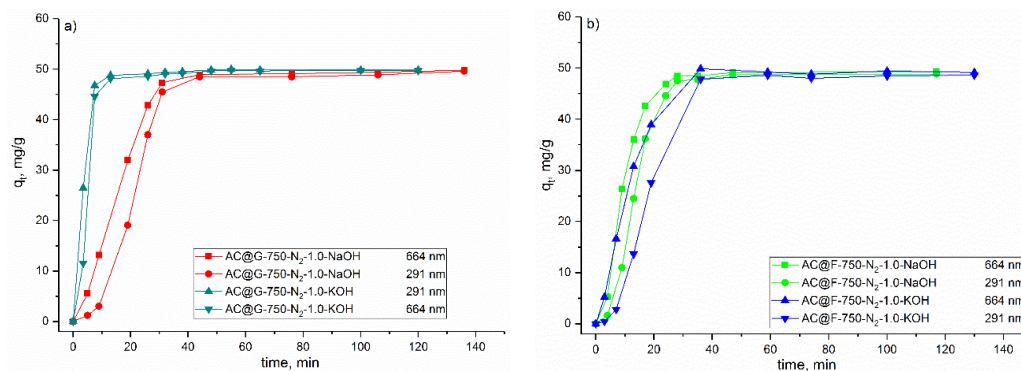 a)
60
50
40
30
20
10
0
q_t, mg/g
0 20 40 60 80 100 120 140
time, min
AC@G-750-N₂-1.0-NaOH 664 nm
AC@G-750-N₂-1.0-NaOH 291 nm
AC@G-750-N₂-1.0-KOH 291 nm
AC@G-750-N₂-1.0-KOH 664 nm
b)
60
50
40
30
20
10
0
q_t, mg/g
0 20 40 60 80 100 120 140
time, min
AC@F-750-N₂-1.0-NaOH 664 nm
AC@F-750-N₂-1.0-NaOH 291 nm
AC@F-750-N₂-1.0-KOH 664 nm
AC@F-750-N₂-1.0-KOH 291 nm